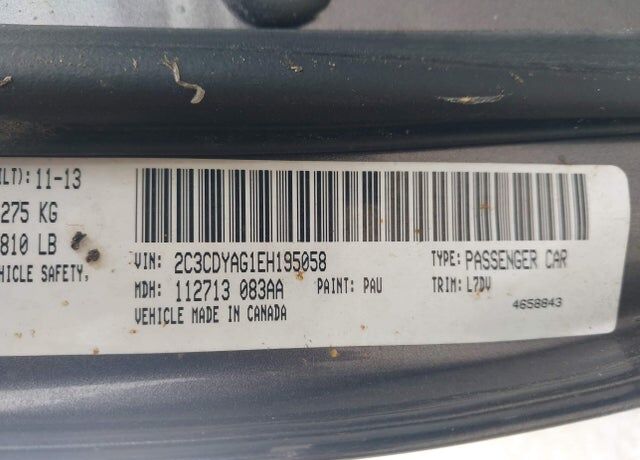 ILT): 11-13
275 KG
810 LB
HICLE SAFETY,
VIN: 2C3CDYAG1EH195058 TYPE: PASSENGER CAR
MDH: 112713 083AA PAINT: PAU TRIM: L7DV
VEHICLE MADE IN CANADA 4658843